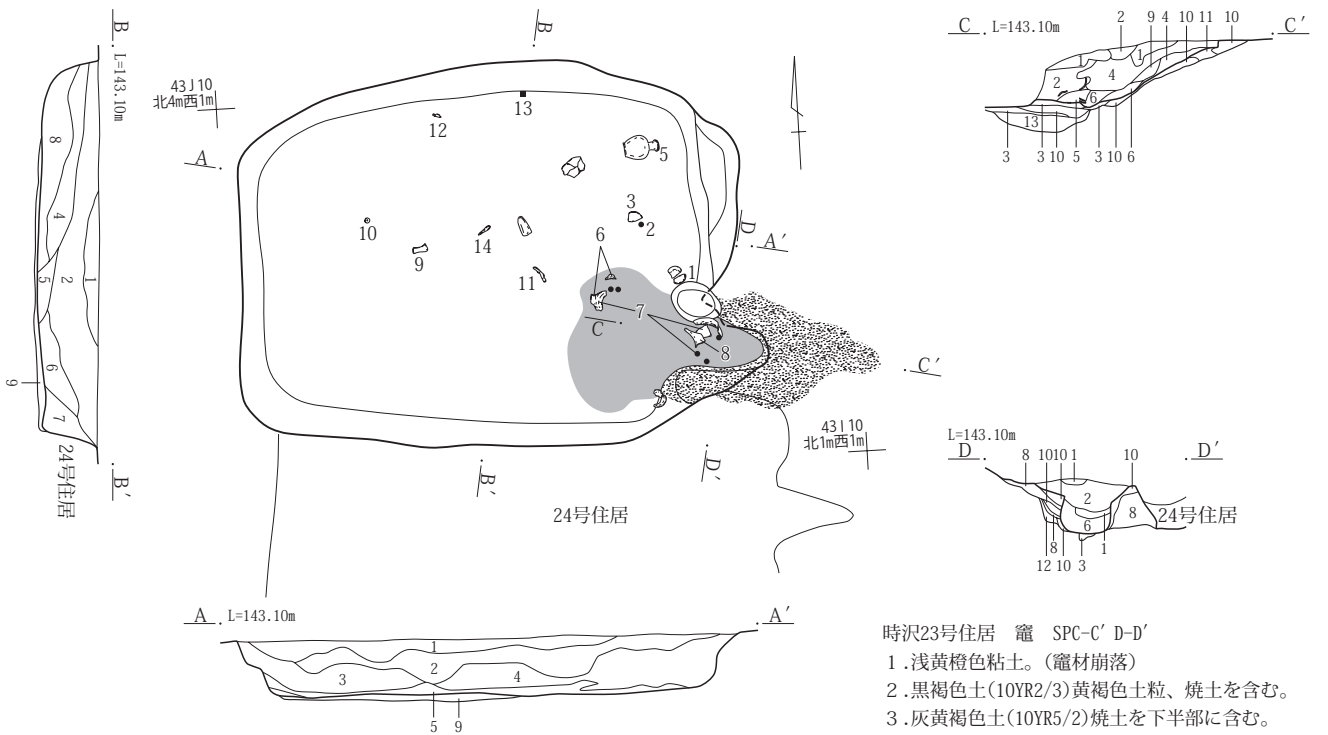 B
L=143.10m
8
4
5
2
1
6
9
7
24号住居
B′
43J10
北4m西1m
A
B
13
12
5
3
2
10
9
14
6
11
1
7
8
C
D
A′
C′
43I10
北1m西1m
B′
D′
24号住居
C
L=143.10m
2 9 4 10 11 10
C′
1
1
2
4
6
13
3 3 10 5 3 10 6
L=143.10m
D
8 10 10 1 10
D′
2
6
8
24号住居
8
1
12 10 3
A
L=143.10m
A′
1
2
3
4
5 9
時沢23号住居 竈 SPC-C′D-D′
1.浅黄橙色粘土。(竈材崩落)
2.黒褐色土(10YR2/3)黄褐色土粒、焼土を含む。
3.灰黄褐色土(10YR5/2)焼土を下半部に含む。